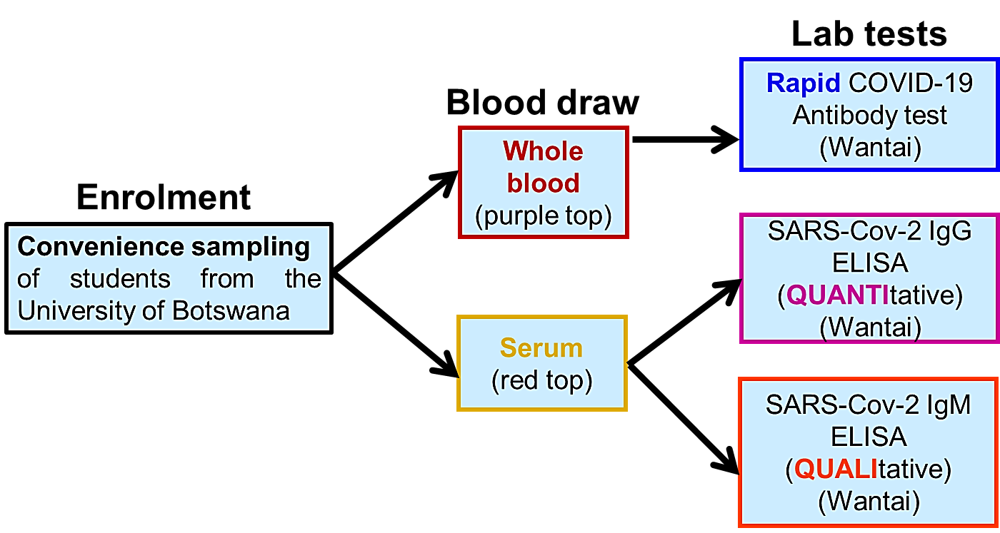 Enrolment
Convenience sampling
of students from the
University of Botswana
Blood draw
Whole
blood
(purple top)
Serum
(red top)
Lab tests
Rapid COVID-19
Antibody test
(Wantai)
SARS-Cov-2 IgG
ELISA
(QUANTItative)
(Wantai)
SARS-Cov-2 IgM
ELISA
(QUALItative)
(Wantai)